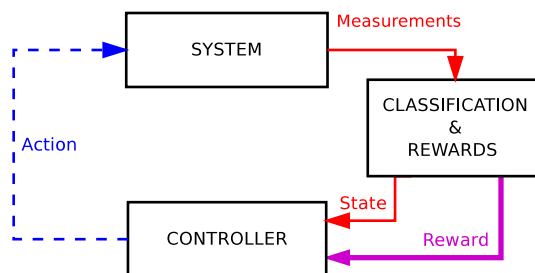 Measurements
SYSTEM
CLASSIFICATION
&
REWARDS
Action
State
CONTROLLER
Reward